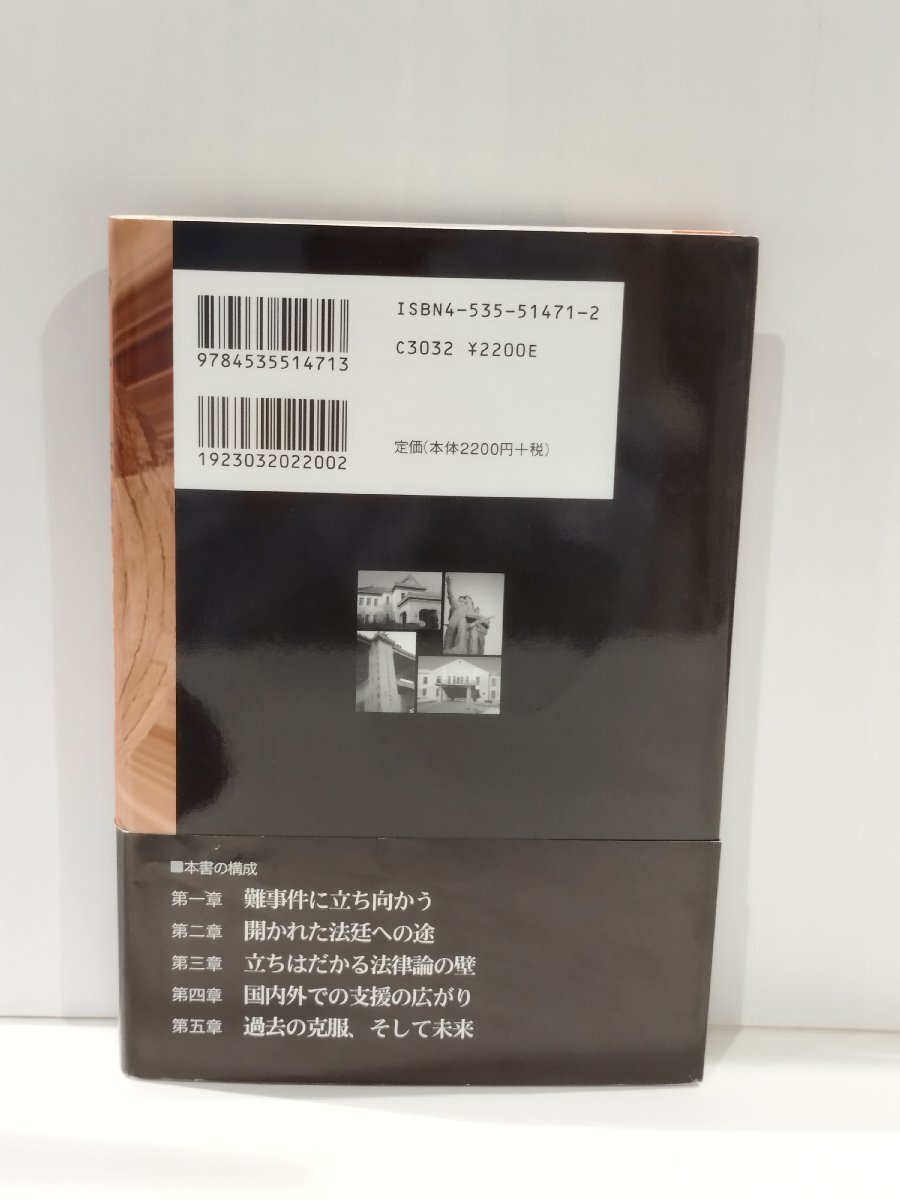 ISBN4-535-51471-2
9784535514713
C3032 ¥2200E
1923032022002
定価(本体2200円+税)
■本書の構成
第一章 難事件に立ち向かう
第二章 開かれた法廷への途
第三章 立ちはだかる法律論の壁
第四章 国内外での支援の広がり
第五章 過去の克服、そして未来